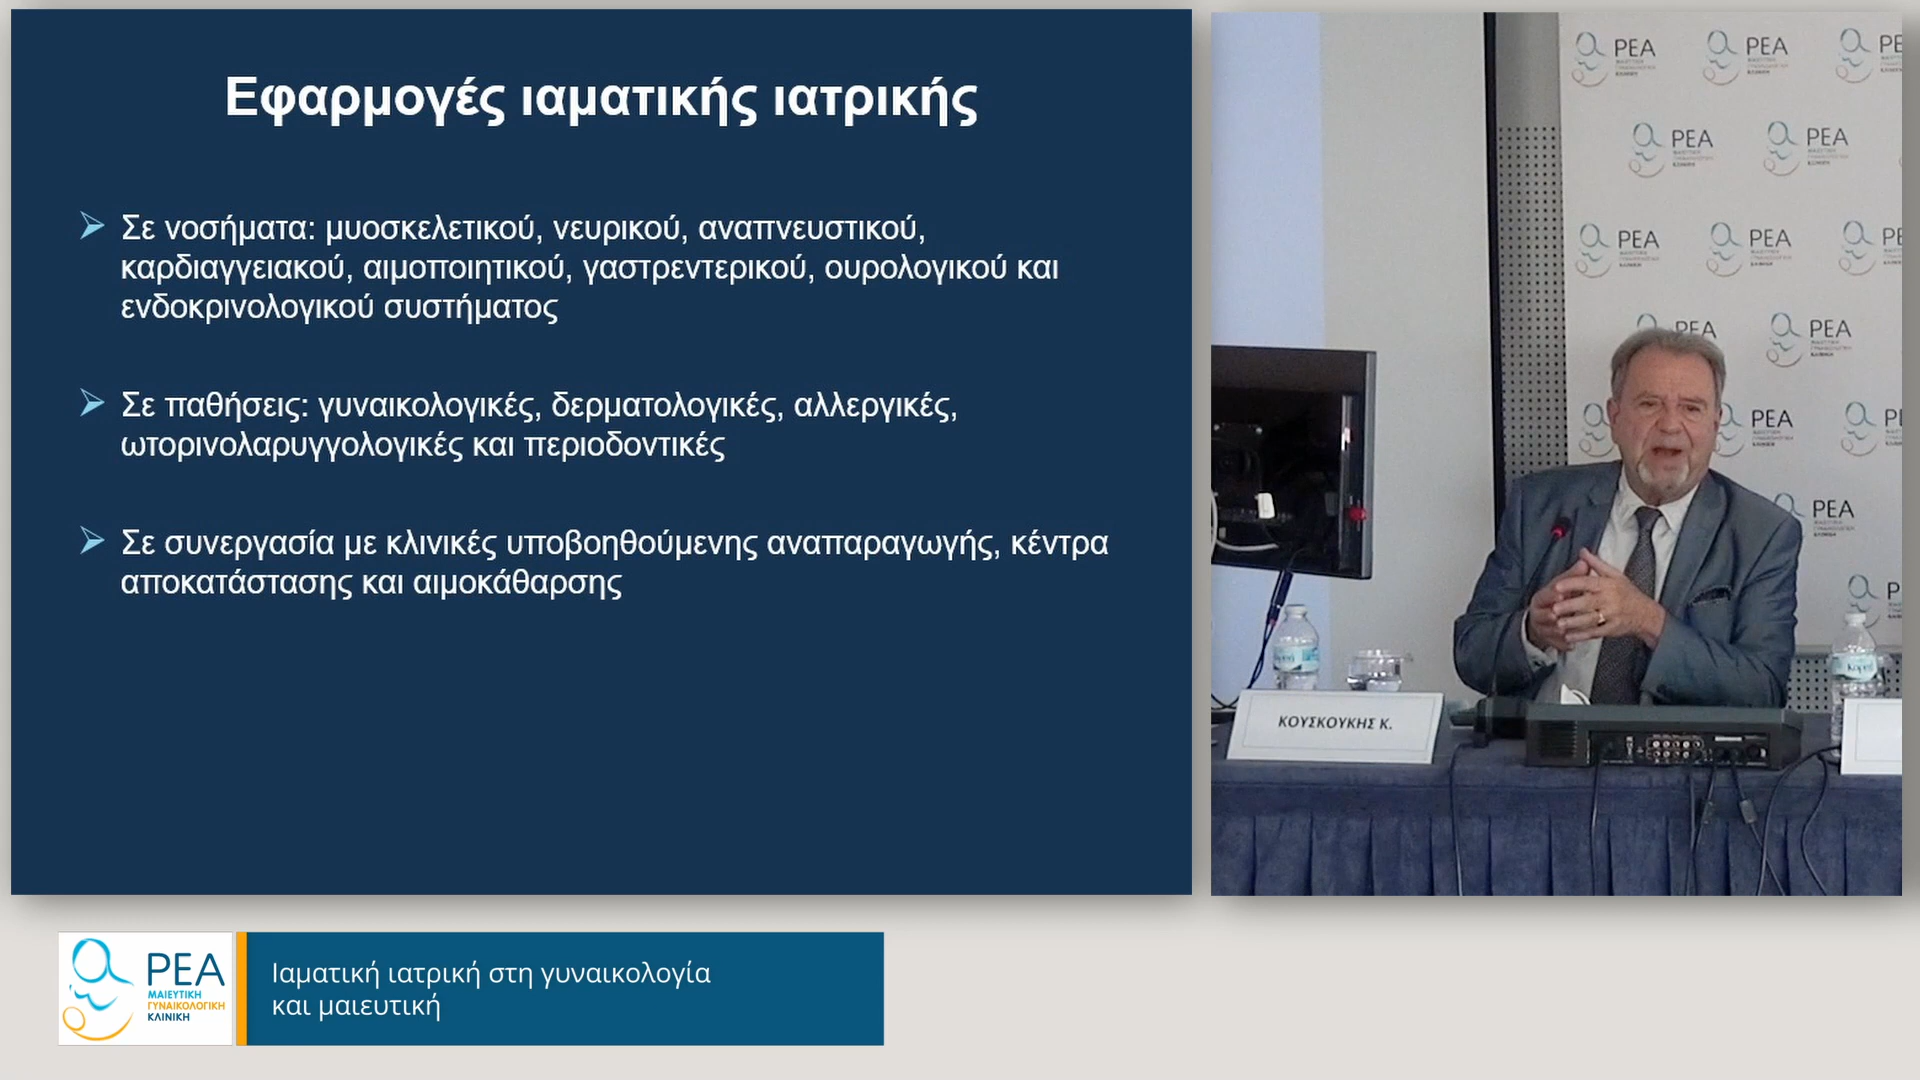 Εφαρμογές ιαματικής ιατρικής
Σε νοσήματα: μυοσκελετικού, νευρικού, αναπνευστικού,
καρδιαγγειακού, αιμοποιητικού, γαστρεντερικού, ουρολογικού και
ενδοκρινολογικού συστήματος
Σε παθήσεις: γυναικολογικές, δερματολογικές, αλλεργικές,
ωτορινολαρυγγολογικές και περιοδοντικές
Σε συνεργασία με κλινικές υποβοηθούμενης αναπαραγωγής, κέντρα
αποκατάστασης και αιμοκάθαρσης
ΡΕΑ
ΡΕΑ
ΡΕΑ
ΡΕΑ
ΡΕΑ
ΡΕΑ
ΡΕΑ
ΡΕΑ
ΡΕΑ
ΡΕΑ
ΚΟΥΣΚΟΥΚΗΣ Κ.
ΡΕΑ
ΜΑΙΕΥΤΙΚΗ
ΓΥΝΑΙΚΟΛΟΓΙΚΗ
ΚΛΙΝΙΚΗ
Ιαματική ιατρική στη γυναικολογία
και μαιευτική